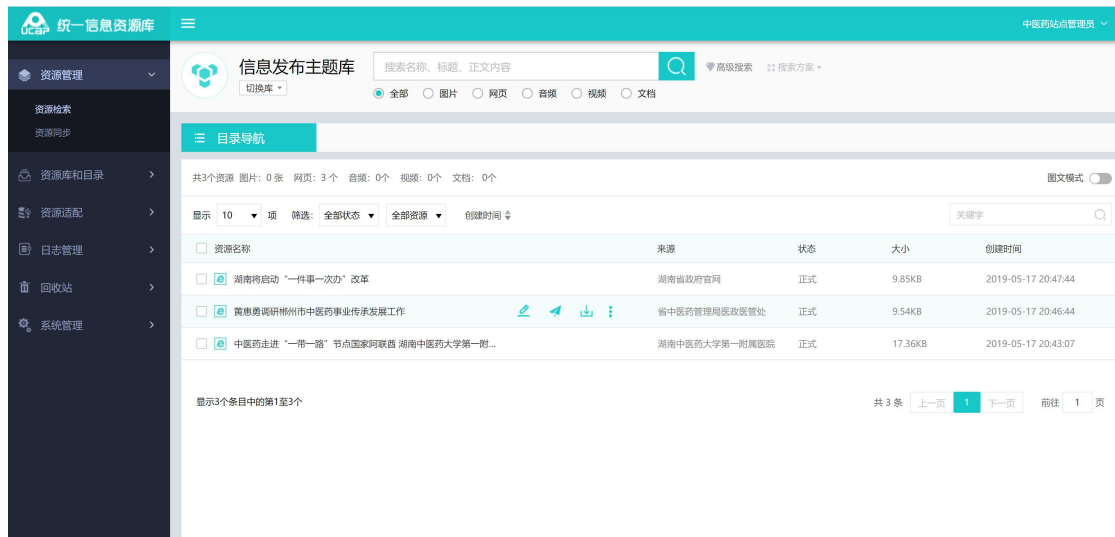 ucap 统一信息资源库
中医药站点管理员
资源管理
资源检索
资源同步
资源库和目录
资源适配
日志管理
回收站
系统管理
信息发布主题库
切换库
搜索名称、标题、正文内容
高级搜索 搜索方案
全部 图片 网页 音频 视频 文档
目录导航
共3个资源 图片：0张 网页：3个 音频：0个 视频：0个 文档：0个
图文模式
显示 10 项 筛选: 全部状态 全部资源 创建时间
关键字
资源名称 来源 状态 大小 创建时间
湖南将启动“一件事一次办”改革 湖南省政府官网 正式 9.85KB 2019-05-17 20:47:44
黄惠勇调研郴州市中医药事业传承发展工作 省中医药管理局医政医管处 正式 9.54KB 2019-05-17 20:46:44
中医药走进“一带一路”节点国家阿联酋 湖南中医药大学第一附... 湖南中医药大学第一附属医院 正式 17.36KB 2019-05-17 20:43:07
显示3个条目中的第1至3个
共 3 条 上一页 1 下一页 前往 1 页